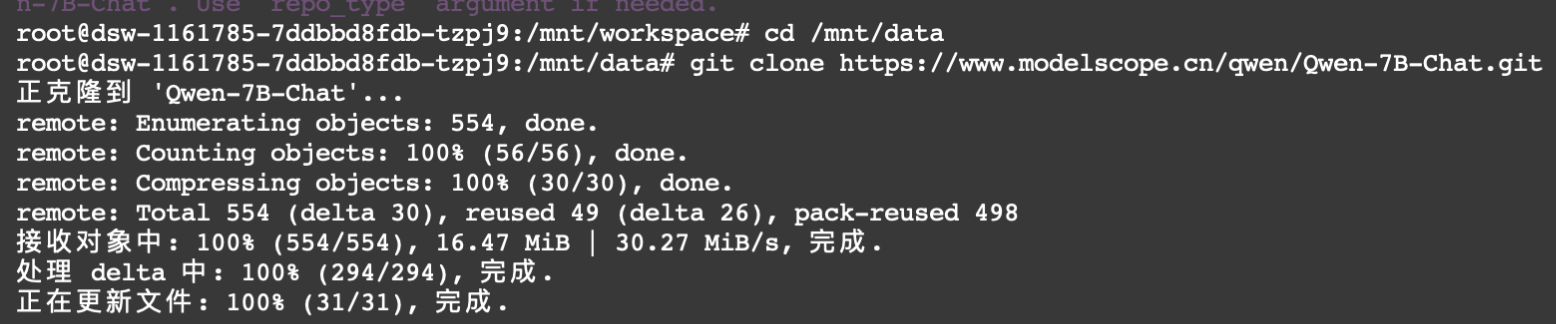 n-7B-Chat'. Use `repo_type` argument if needed.
root@dsw-1161785-7ddbbd8fdb-tzpj9:/mnt/workspace# cd /mnt/data
root@dsw-1161785-7ddbbd8fdb-tzpj9:/mnt/data# git clone https://www.modelscope.cn/qwen/Qwen-7B-Chat.git
正克隆到 'Qwen-7B-Chat'...
remote: Enumerating objects: 554, done.
remote: Counting objects: 100% (56/56), done.
remote: Compressing objects: 100% (30/30), done.
remote: Total 554 (delta 30), reused 49 (delta 26), pack-reused 498
接收对象中: 100% (554/554), 16.47 MiB | 30.27 MiB/s, 完成.
处理 delta 中: 100% (294/294), 完成.
正在更新文件: 100% (31/31), 完成.